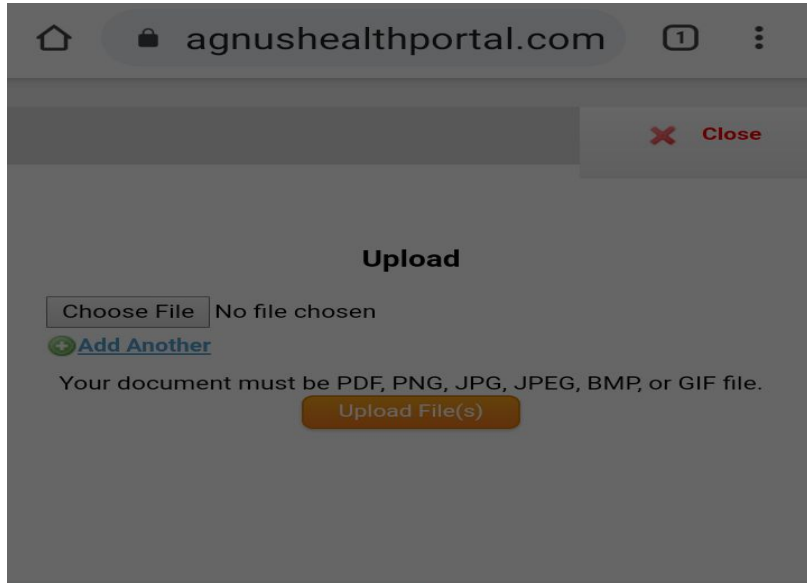 agnushealthportal.com 1
Close
Upload
Choose File No file chosen
Add Another
Your document must be PDF, PNG, JPG, JPEG, BMP, or GIF file.
Upload File(s)